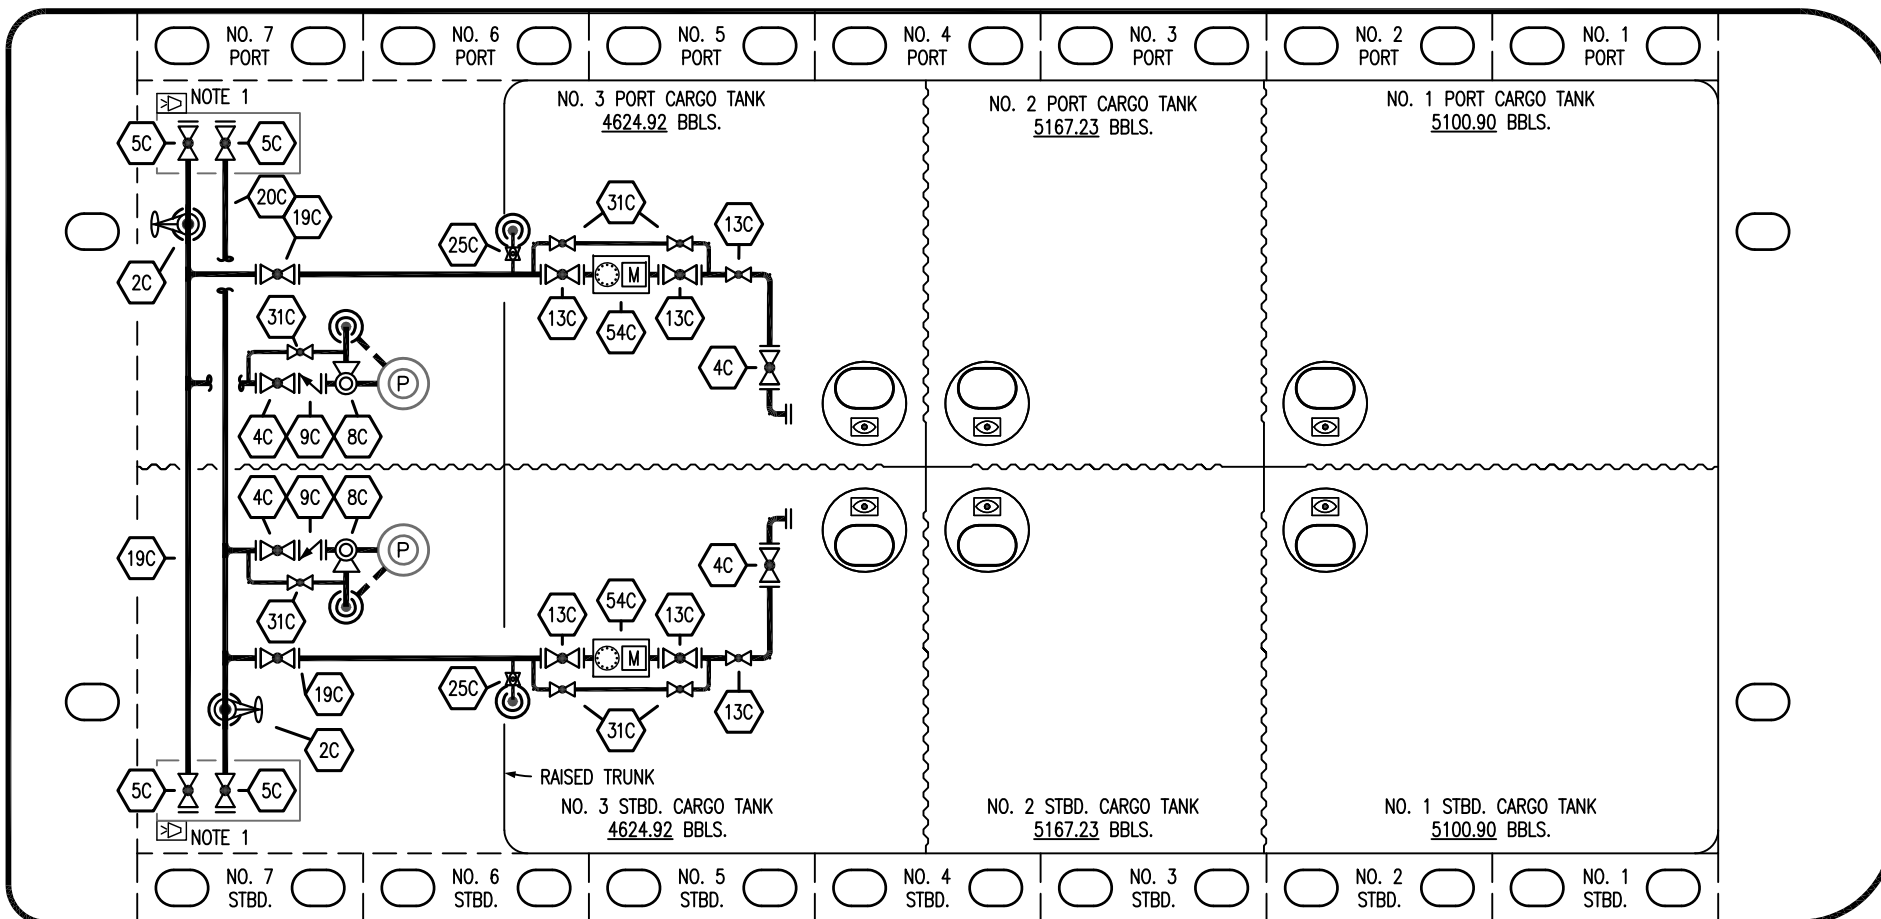 NO. 7
PORT
NO. 6
PORT
NO. 5
PORT
NO. 4
PORT
NO. 3
PORT
NO. 2
PORT
NO. 1
PORT
NOTE 1
NO. 3 PORT CARGO TANK
4624.92 BBLS.
NO. 2 PORT CARGO TANK
5167.23 BBLS.
NO. 1 PORT CARGO TANK
5100.90 BBLS.
5C
5C
20C
19C
31C
13C
25C
2C
M
31C
13C
54C
13C
4C
P
4C
9C
8C
4C
9C
8C
19C
P
4C
31C
13C
54C
13C
M
19C
25C
13C
31C
2C
RAISED TRUNK
5C
5C
NOTE 1
NO. 3 STBD. CARGO TANK
4624.92 BBLS.
NO. 2 STBD. CARGO TANK
5167.23 BBLS.
NO. 1 STBD. CARGO TANK
5100.90 BBLS.
NO. 7
STBD.
NO. 6
STBD.
NO. 5
STBD.
NO. 4
STBD.
NO. 3
STBD.
NO. 2
STBD.
NO. 1
STBD.